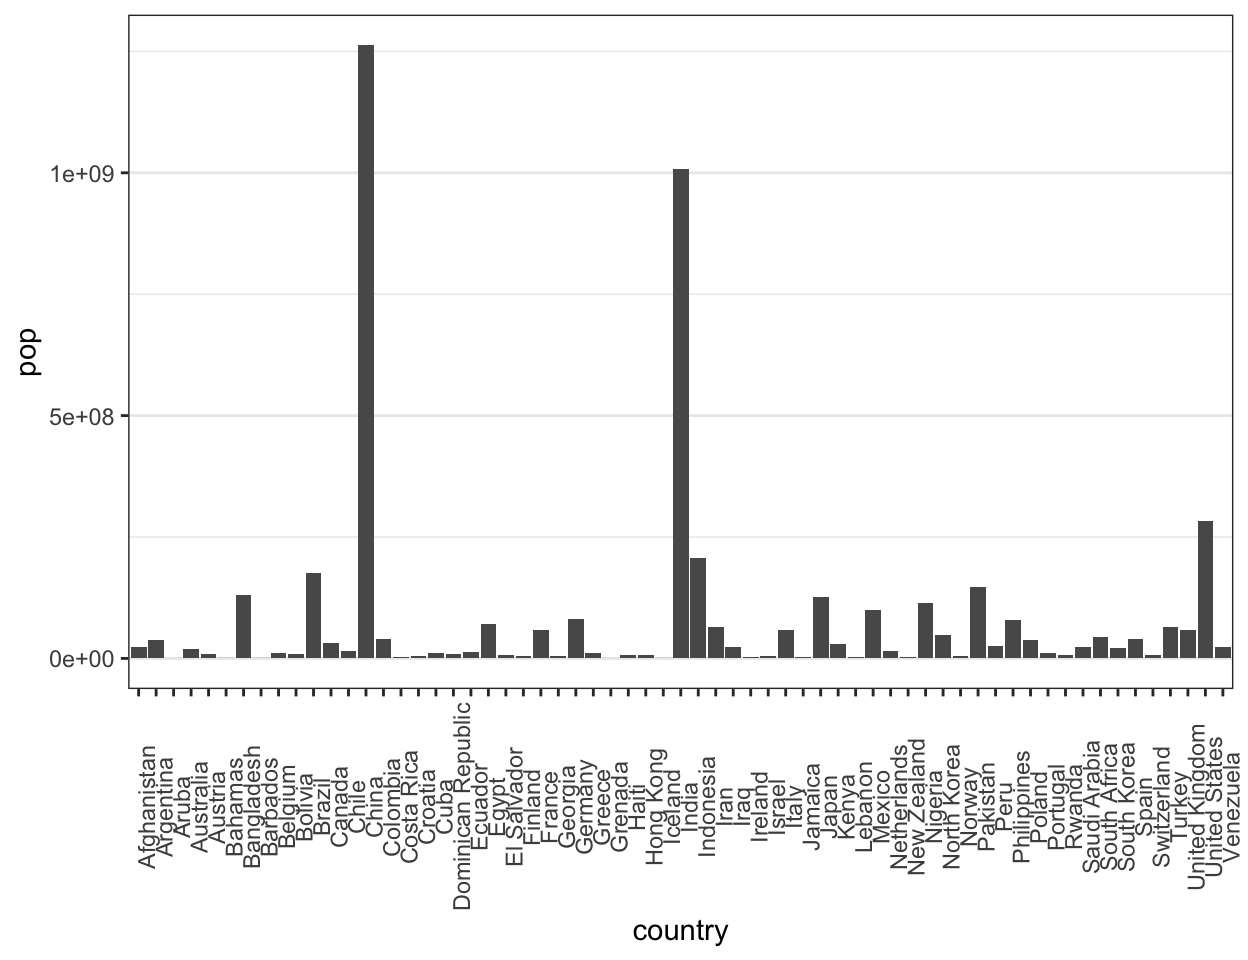 1e+09
5e+08
0e+00
pop
Afghanistan
Argentina
Aruba
Australia
Austria
Bahamas
Bangladesh
Barbados
Belgium
Bolivia
Brazil
Canada
Chile
China
Colombia
Costa Rica
Croatia
Cuba
Dominican Republic
Ecuador
Egypt
El Salvador
Finland
France
Georgia
Germany
Greece
Grenada
Haiti
Hong Kong
Iceland
India
Indonesia
Iran
Iraq
Ireland
Israel
Italy
Jamaica
Japan
Kenya
Lebanon
Mexico
Netherlands
New Zealand
Nigeria
North Korea
Norway
Pakistan
Peru
Philippines
Poland
Portugal
Rwanda
Saudi Arabia
South Africa
South Korea
Spain
Switzerland
Turkey
United Kingdom
United States
Venezuela
country